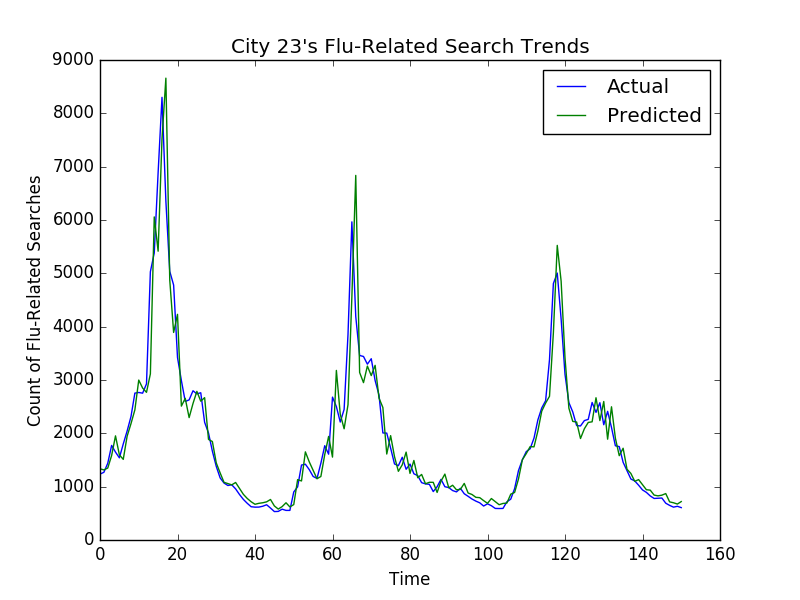 City 23's Flu-Related Search Trends
Actual
Predicted
Count of Flu-Related Searches
9000
8000
7000
6000
5000
4000
3000
2000
1000
0
0 20 40 60 80 100 120 140 160
Time